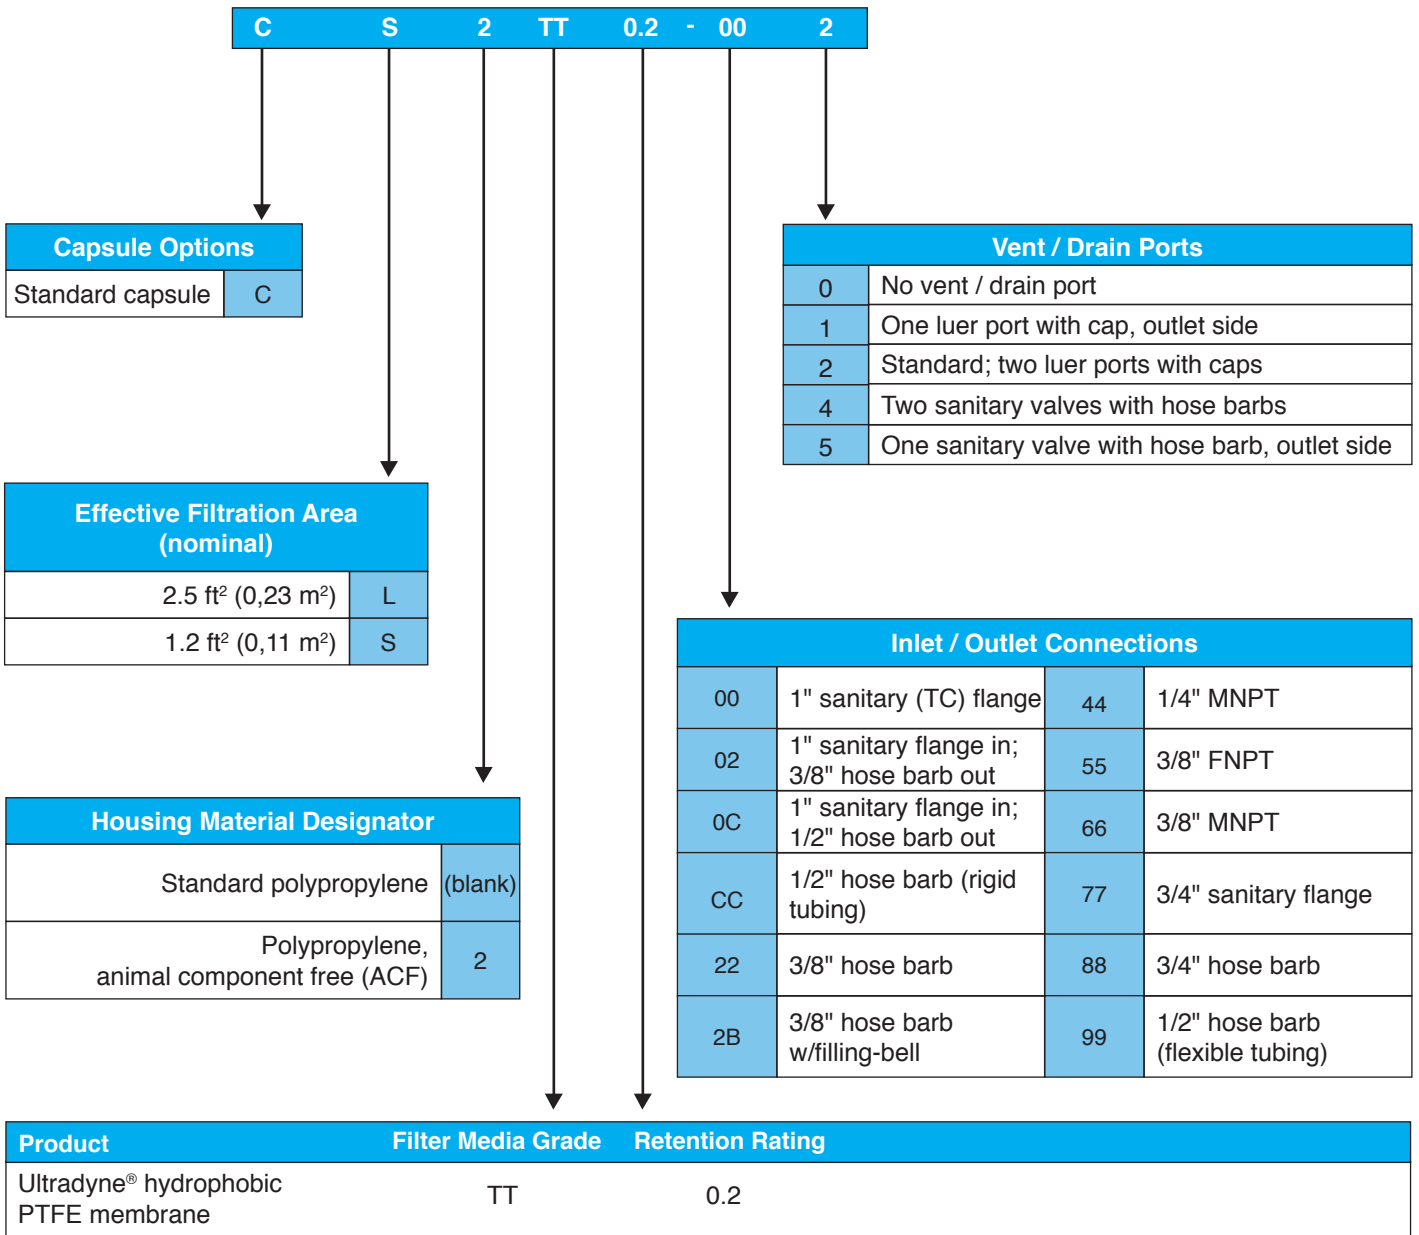 C S 2 TT 0.2 - 00 2
Capsule Options
Standard capsule C
Vent / Drain Ports
0 No vent / drain port
1 One luer port with cap, outlet side
2 Standard; two luer ports with caps
4 Two sanitary valves with hose barbs
5 One sanitary valve with hose barb, outlet side
Effective Filtration Area
(nominal)
2.5 ft² (0,23 m²) L
1.2 ft² (0,11 m²) S
Inlet / Outlet Connections
00 1" sanitary (TC) flange 44 1/4" MNPT
02 1" sanitary flange in;
3/8" hose barb out 55 3/8" FNPT
0C 1" sanitary flange in;
1/2" hose barb out 66 3/8" MNPT
CC 1/2" hose barb (rigid
tubing) 77 3/4" sanitary flange
22 3/8" hose barb 88 3/4" hose barb
2B 3/8" hose barb
w/filling-bell 99 1/2" hose barb
(flexible tubing)
Housing Material Designator
Standard polypropylene (blank)
Polypropylene,
animal component free (ACF) 2
Product Filter Media Grade Retention Rating
Ultradyne® hydrophobic
PTFE membrane TT 0.2